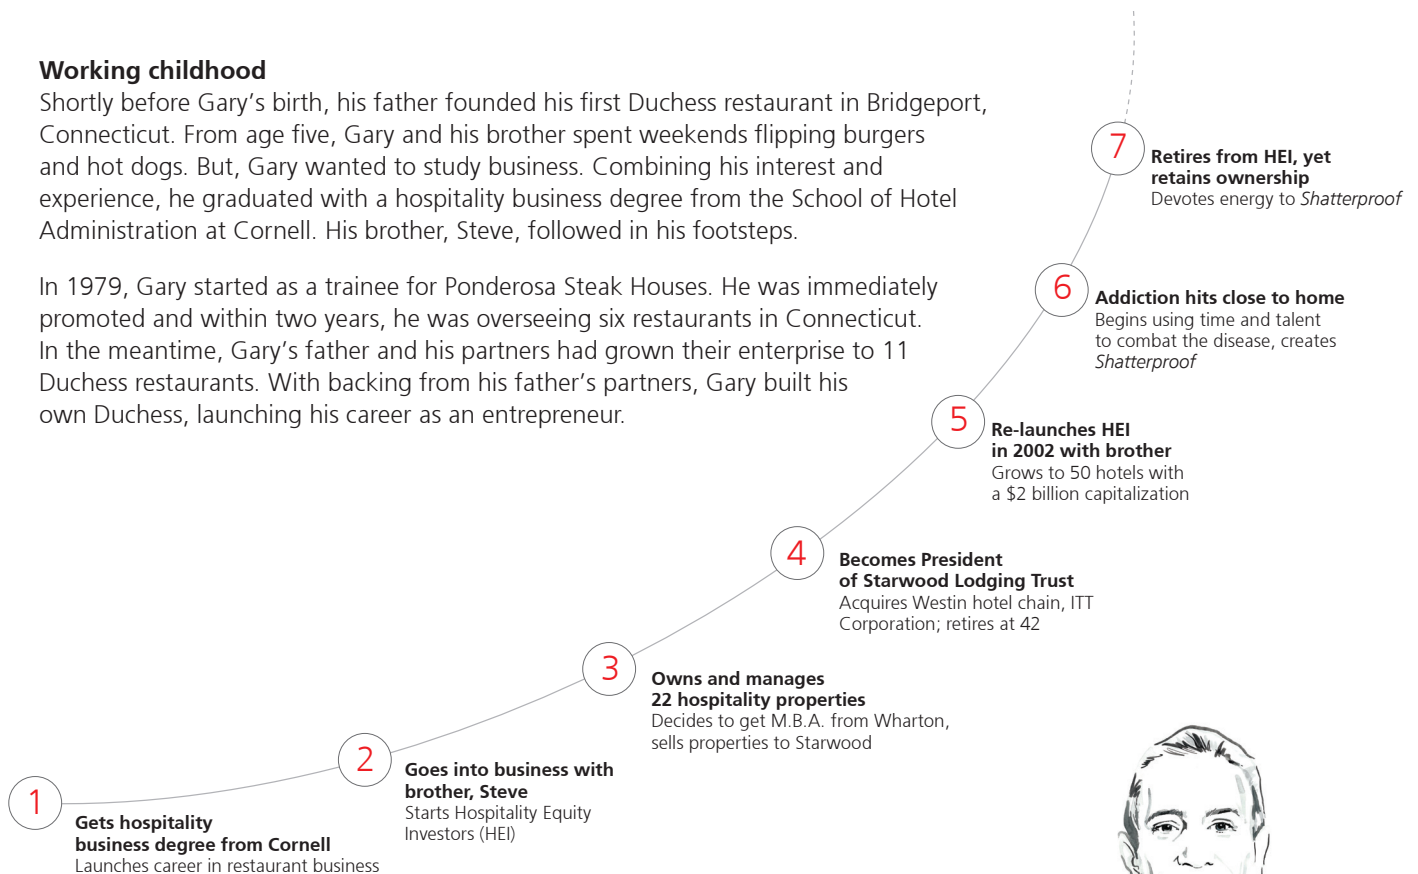 Working childhood
Shortly before Gary’s birth, his father founded his first Duchess restaurant in Bridgeport,
Connecticut. From age five, Gary and his brother spent weekends flipping burgers
and hot dogs. But, Gary wanted to study business. Combining his interest and
experience, he graduated with a hospitality business degree from the School of Hotel
Administration at Cornell. His brother, Steve, followed in his footsteps.
In 1979, Gary started as a trainee for Ponderosa Steak Houses. He was immediately
promoted and within two years, he was overseeing six restaurants in Connecticut.
In the meantime, Gary’s father and his partners had grown their enterprise to 11
Duchess restaurants. With backing from his father’s partners, Gary built his
own Duchess, launching his career as an entrepreneur.
7
Retires from HEI, yet
retains ownership
Devotes energy to Shatterproof
6
Addiction hits close to home
Begins using time and talent
to combat the disease, creates
Shatterproof
5
Re-launches HEI
in 2002 with brother
Grows to 50 hotels with
a $2 billion capitalization
4
Becomes President
of Starwood Lodging Trust
Acquires Westin hotel chain, ITT
Corporation; retires at 42
3
Owns and manages
22 hospitality properties
Decides to get M.B.A. from Wharton,
sells properties to Starwood
2
Goes into business with
brother, Steve
Starts Hospitality Equity
Investors (HEI)
1
Gets hospitality
business degree from Cornell
Launches career in restaurant business